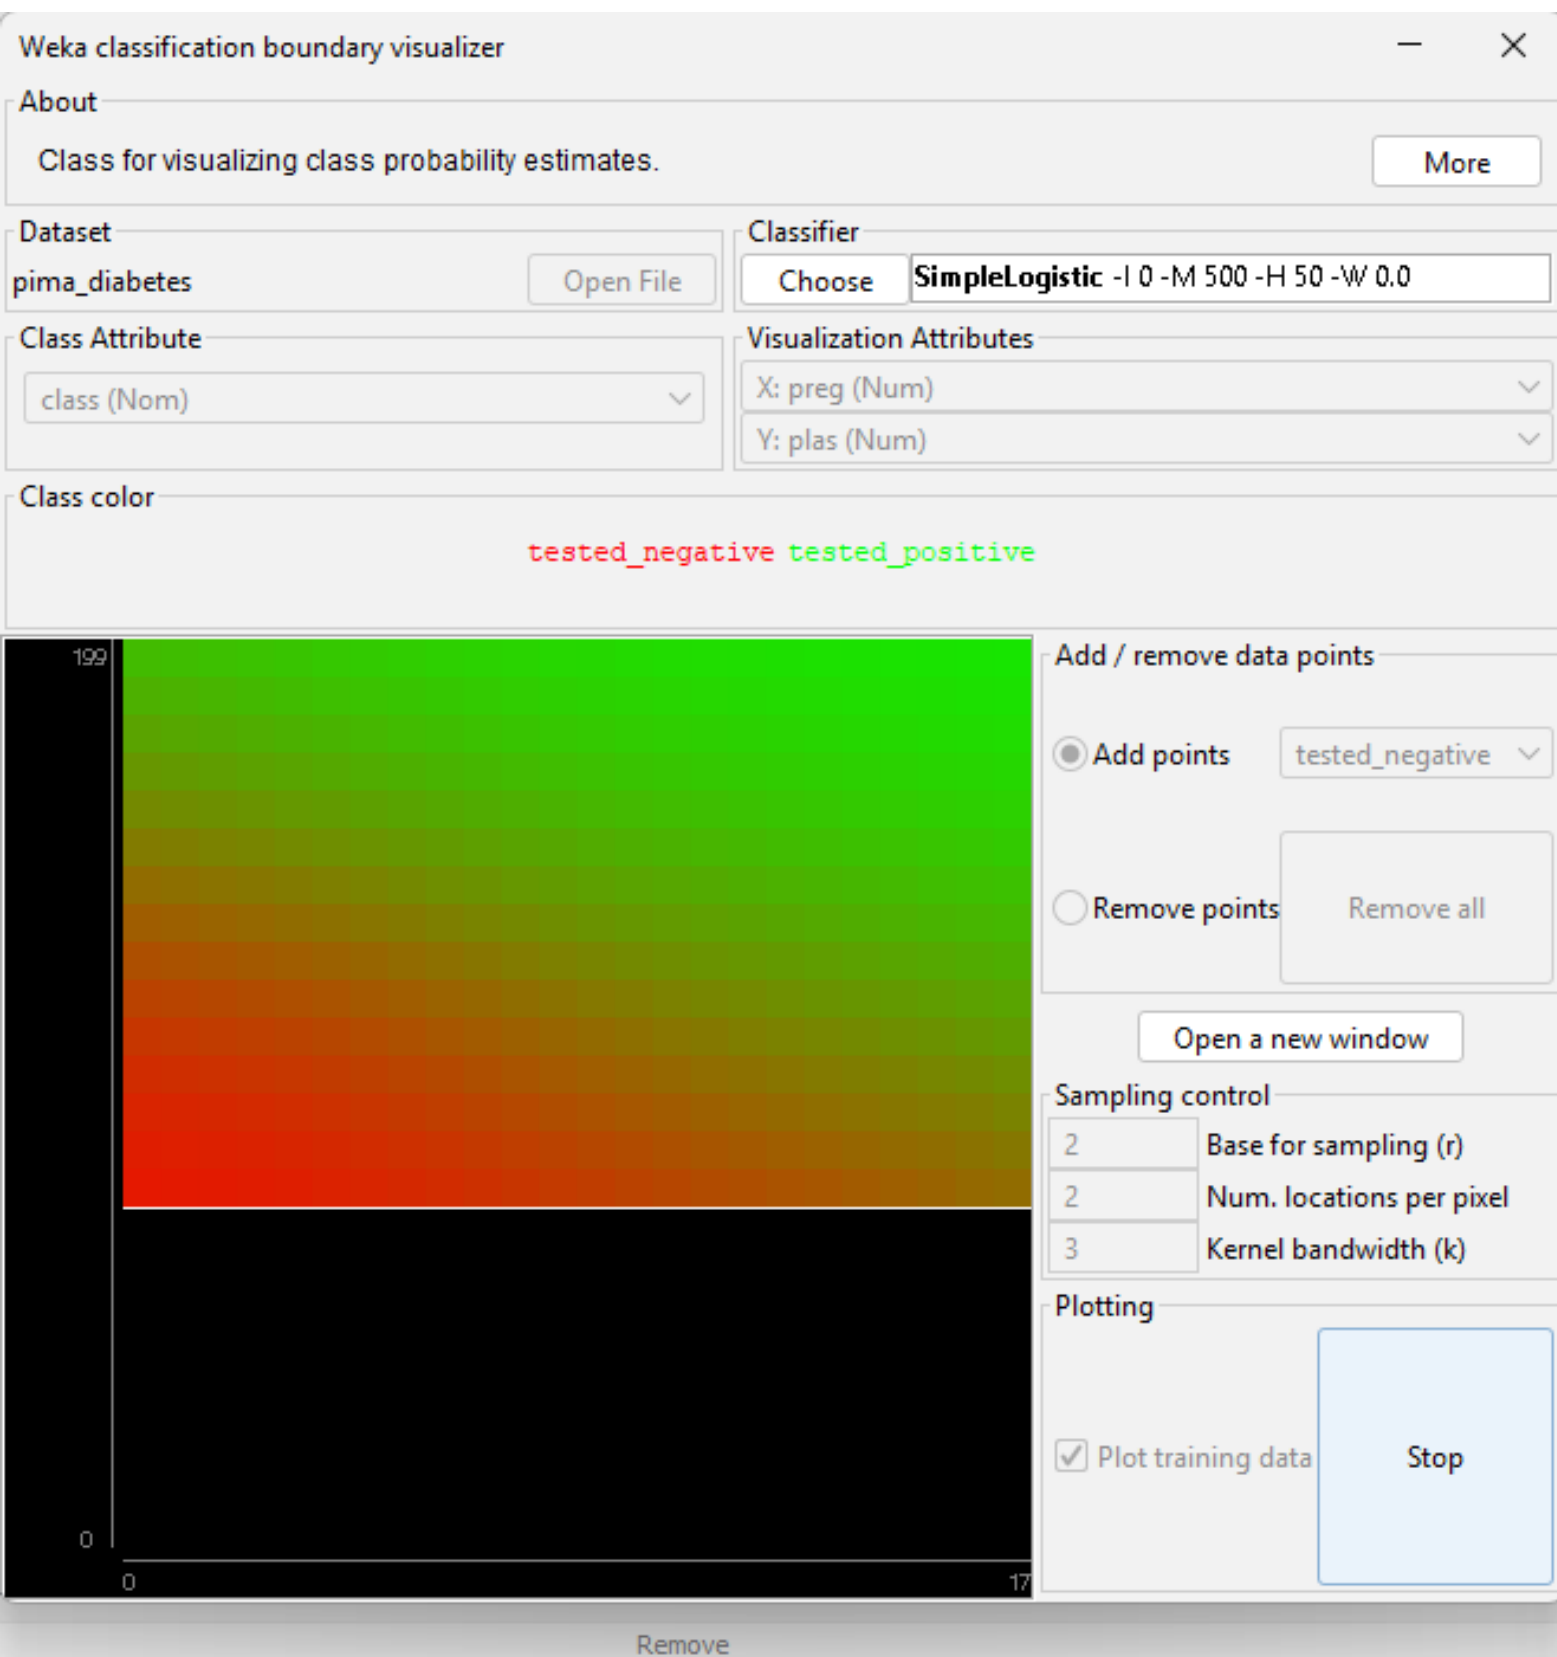 Weka classification boundary visualizer
About
Class for visualizing class probability estimates.
More
Dataset
pima_diabetes
Open File
Classifier
Choose
SimpleLogistic -I 0 -M 500 -H 50 -W 0.0
Class Attribute
class (Nom)
Visualization Attributes
X: preg (Num)
Y: plas (Num)
Class color
tested_negative tested_positive
199
0
0
17
Add / remove data points
Add points
tested_negative
Remove points
Remove all
Open a new window
Sampling control
2 Base for sampling (r)
2 Num. locations per pixel
3 Kernel bandwidth (k)
Plotting
Plot training data
Stop
Remove